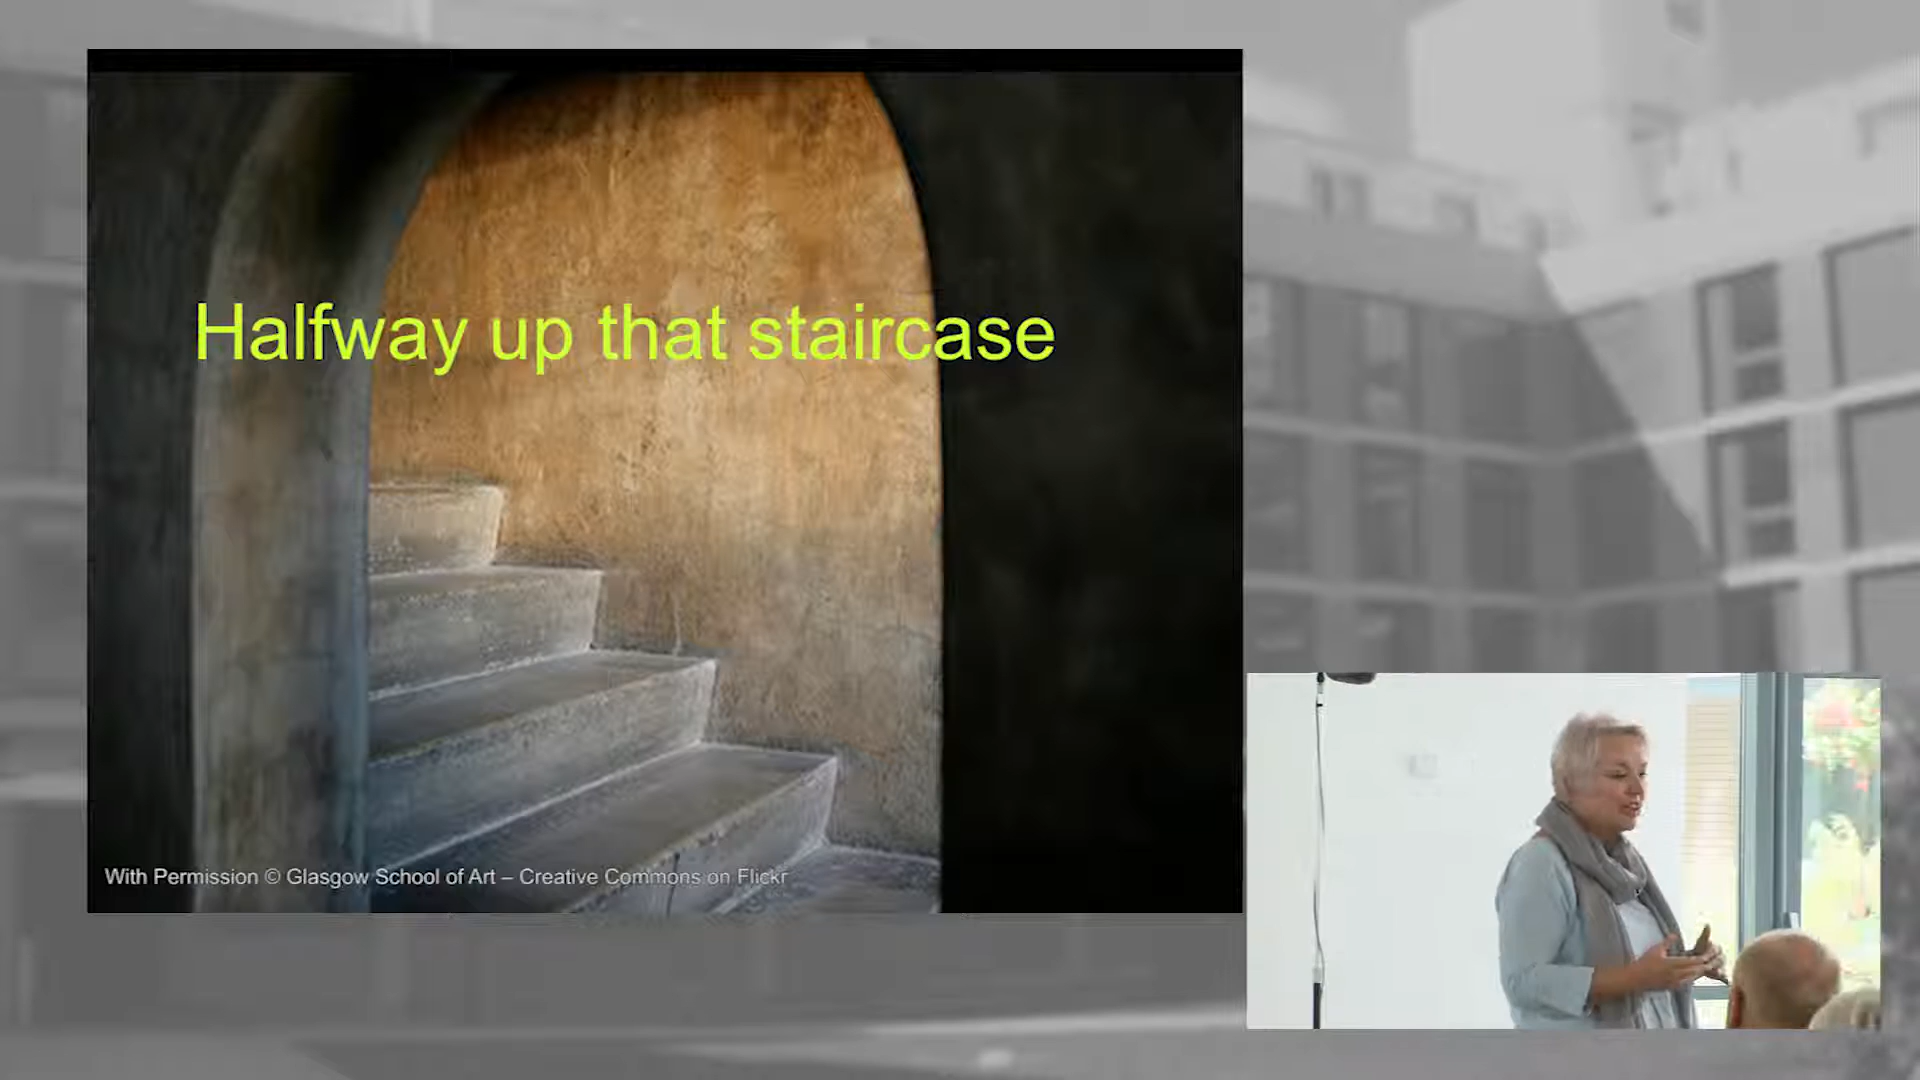 Halfway up that staircase
With Permission © Glasgow School of Art – Creative Commons on Flickr